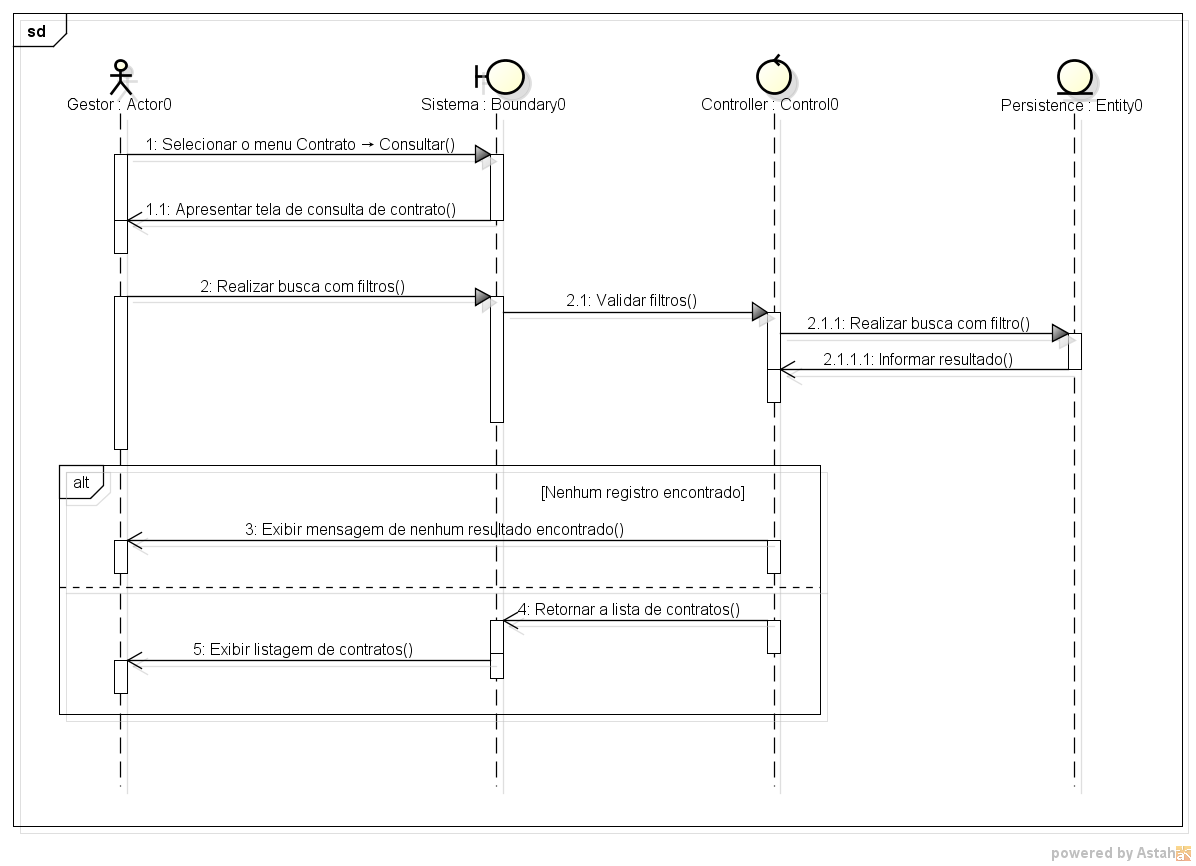 sd
Gestor : Actor0
Sistema : Boundary0
Controller : Control0
Persistence : Entity0
1: Selecionar o menu Contrato → Consultar()
1.1: Apresentar tela de consulta de contrato()
2: Realizar busca com filtros()
2.1: Validar filtros()
2.1.1: Realizar busca com filtro()
2.1.1.1: Informar resultado()
alt
[Nenhum registro encontrado]
3: Exibir mensagem de nenhum resultado encontrado()
4: Retornar a lista de contratos()
5: Exibir listagem de contratos()
powered by Astah